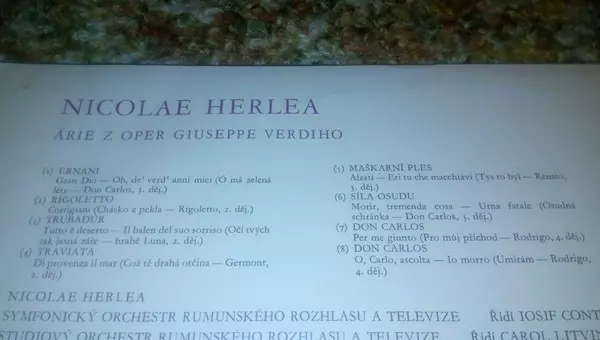 NICOLAE HERLEA
ÁRIE Z OPER GIUSEPPE VERDIHO
(1) ERNANI
Gran Dio — Oh, de' verd' anni miei (Ó má zelená
léta — Don Carlos, 3. děj.)
(2) RIGOLETTO
Cortigiani (Chásko z pekla — Rigoletto, 2. děj.)
(3) TRUBADUR
Tutto è deserto — Il balen del suo sorriso (Očí tvých
zak jasná záře — hrabě Luna, 2. děj.)
(4) TRAVIATA
Di provenza il mar (Což tě drahá otčina — Germont,
2. děj.)
(5) MAŠKARNÍ PLES
Alzati — Eri tu che macchiavi (Tys to byl — Renato,
3. děj.)
(6) SÍLA OSUDU
Morir, tremenda cosa — Urna fatale (Osudná
schránka — Don Carlos, 3. děj.)
(7) DON CARLOS
Per me giunto (Pro můj příchod — Rodrigo, 4. děj.)
(8) DON CARLOS
O, Carlo, ascolta — Io morro (Umírám — Rodrigo,
4. děj.)
NICOLAE HERLEA
SYMFONICKÝ ORCHESTR RUMUNSKÉHO ROZHLASU A TELEVIZE Řídí IOSIF CONT
STUDIOVÝ ORCHESTR RUMUNSKÉHO ROZHLASU A TELEVIZE Řídí CAROL LITVIN